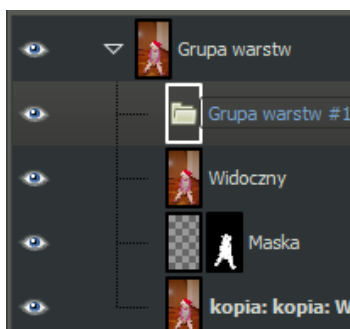 Grupa warstw
Grupa warstw #1
Widoczny
Maska
kopia: kopia: W